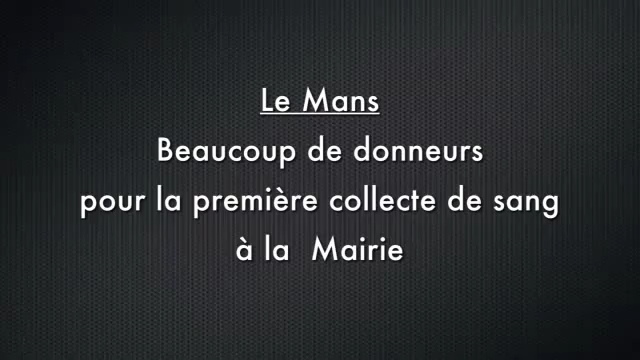 Le Mans
Beaucoup de donneurs
pour la première collecte de sang
à la Mairie